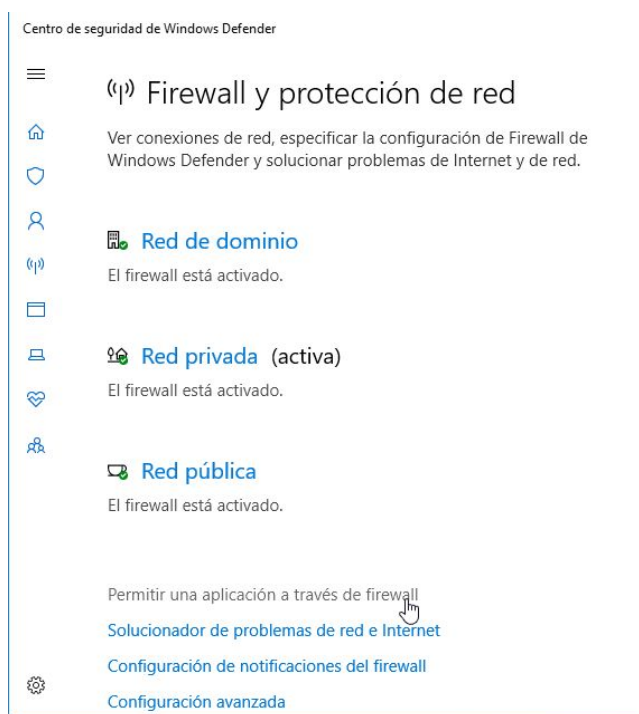 Centro de seguridad de Windows Defender
Firewall y protección de red
Ver conexiones de red, especificar la configuración de Firewall de
Windows Defender y solucionar problemas de Internet y de red.
Red de dominio
El firewall está activado.
Red privada (activa)
El firewall está activado.
Red pública
El firewall está activado.
Permitir una aplicación a través de firewall
Solucionador de problemas de red e Internet
Configuración de notificaciones del firewall
Configuración avanzada